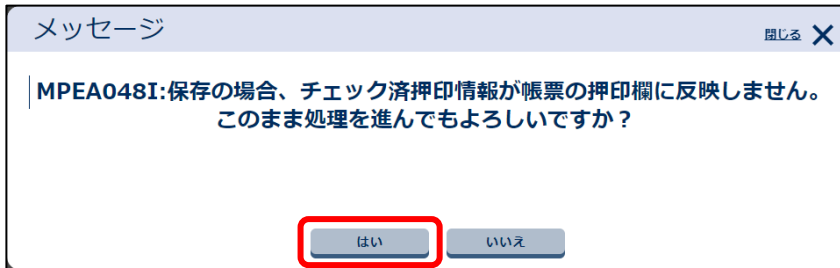 メッセージ
閉じる
MPEA048I:保存の場合、チェック済押印情報が帳票の押印欄に反映しません。
このまま処理を進んでもよろしいですか？
はい
いいえ